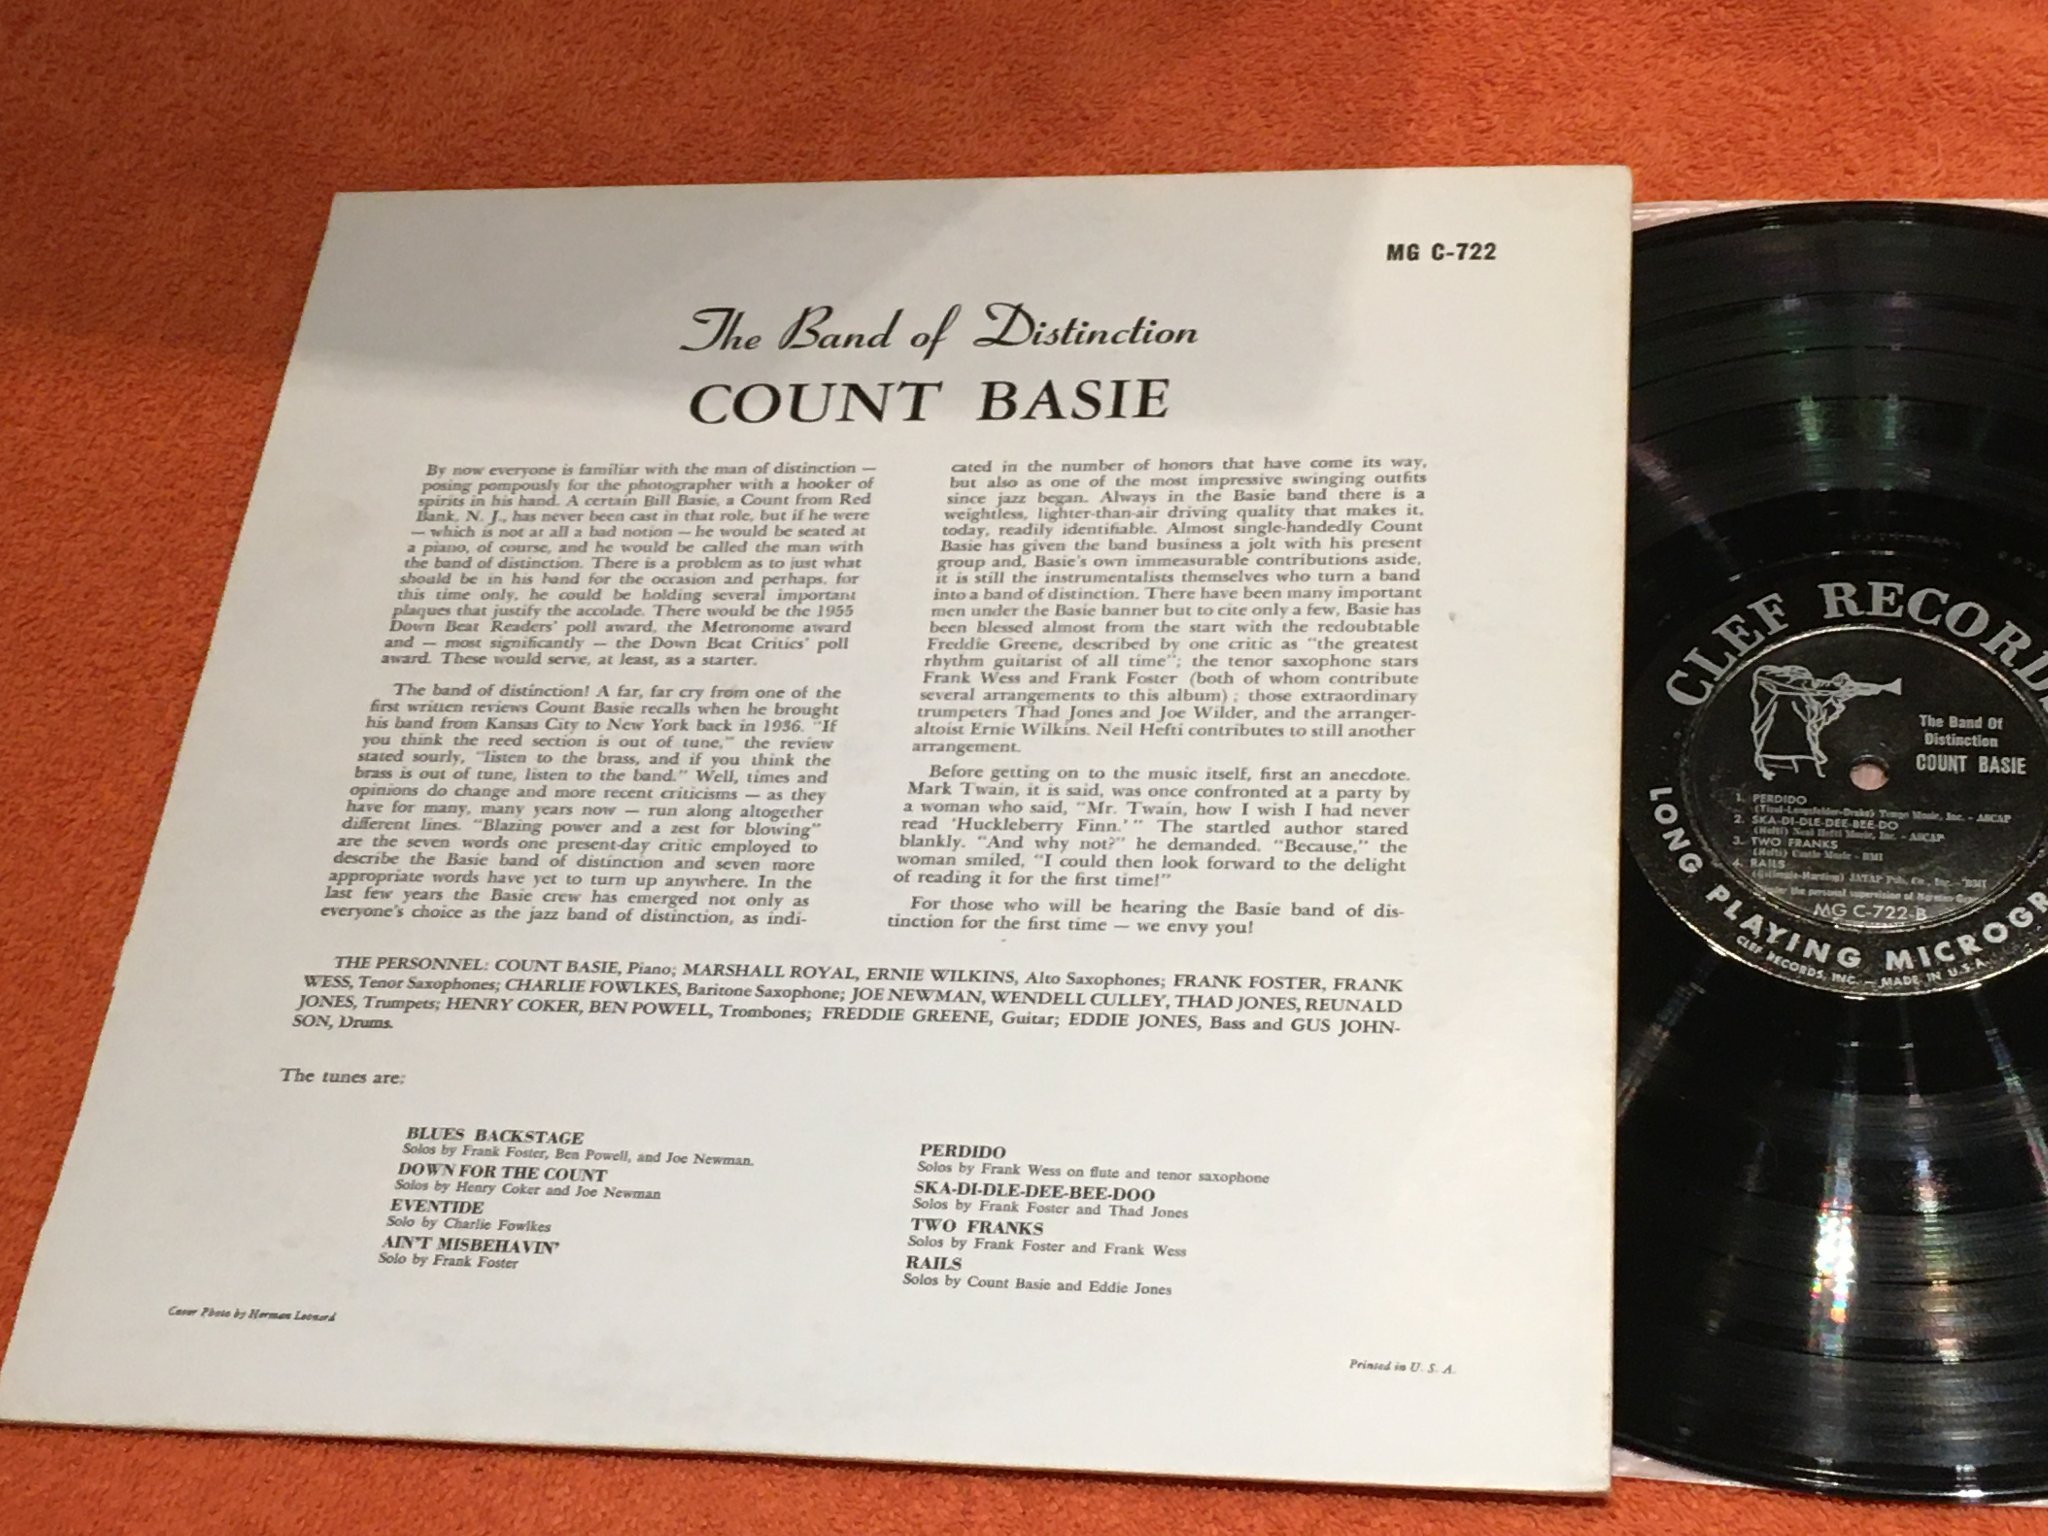 MG C-722
The Band of Distinction
COUNT BASIE
By now everyone is familiar with the man of distinction —
posing pompously for the photographer with a hooker of
spirits in his hand. A certain Bill Basie, a Count from Red
Bank, N. J., has never been cast in that role, but if he were
— which is not at all a bad notion — he would be seated at
a piano, of course, and he would be called the man with
the band of distinction. There is a problem as to just what
should be in his hand for the occasion and perhaps, for
this time only, he could be holding several important
plaques that justify the accolade. There would be the 1955
Down Beat Readers' poll award, the Metronome award
and — most significantly — the Down Beat Critics' poll
award. These would serve, at least, as a starter.
The band of distinction! A far, far cry from one of the
first written reviews Count Basie recalls when he brought
his band from Kansas City to New York back in 1936. "If
you think the reed section is out of tune," the review
stated sourly, "listen to the brass, and if you think the
brass is out of tune, listen to the band." Well, times and
opinions do change and more recent criticisms — as they
have for many, many years now — run along altogether
different lines. "Blazing power and a zest for blowing"
are the seven words one present-day critic employed to
describe the Basie band of distinction and seven more
appropriate words have yet to turn up anywhere. In the
last few years the Basie crew has emerged not only as
everyone's choice as the jazz band of distinction, as indi-
cated in the number of honors that have come its way,
but also as one of the most impressive swinging outfits
since jazz began. Always in the Basie band there is a
weightless, lighter-than-air driving quality that makes it,
today, readily identifiable. Almost single-handedly Count
Basie has given the band business a jolt with his present
group and, Basie's own immeasurable contributions aside,
it is still the instrumentalists themselves who turn a band
into a band of distinction. There have been many important
men under the Basie banner but to cite only a few, Basie has
been blessed almost from the start with the redoubtable
Freddie Greene, described by one critic as "the greatest
rhythm guitarist of all time"; the tenor saxophone stars
Frank Wess and Frank Foster (both of whom contribute
several arrangements to this album) ; those extraordinary
trumpeters Thad Jones and Joe Wilder, and the arranger-
altoist Ernie Wilkins. Neil Hefti contributes to still another
arrangement.
Before getting on to the music itself, first an anecdote.
Mark Twain, it is said, was once confronted at a party by
a woman who said, "Mr. Twain, how I wish I had never
read 'Huckleberry Finn.' " The startled author stared
blankly. "And why not?" he demanded. "Because," the
woman smiled, "I could then look forward to the delight
of reading it for the first time!"
For those who will be hearing the Basie band of dis-
tinction for the first time — we envy you!
THE PERSONNEL: COUNT BASIE, Piano; MARSHALL ROYAL, ERNIE WILKINS, Alto Saxophones; FRANK FOSTER, FRANK
WESS, Tenor Saxophones; CHARLIE FOWLKES, Baritone Saxophone; JOE NEWMAN, WENDELL CULLEY, THAD JONES, REUNALD
JONES, Trumpets; HENRY COKER, BEN POWELL, Trombones; FREDDIE GREENE, Guitar; EDDIE JONES, Bass and GUS JOHN-
SON, Drums.
The tunes are:
BLUES BACKSTAGE
Solos by Frank Foster, Ben Powell, and Joe Newman.
DOWN FOR THE COUNT
Solos by Henry Coker and Joe Newman
EVENTIDE
Solo by Charlie Fowlkes
AIN'T MISBEHAVIN'
Solo by Frank Foster
PERDIDO
Solos by Frank Wess on flute and tenor saxophone
SKA-DI-DLE-DEE-BEE-DOO
Solos by Frank Foster and Thad Jones
TWO FRANKS
Solos by Frank Foster and Frank Wess
RAILS
Solos by Count Basie and Eddie Jones
Cover Photo by Herman Leonard
Printed in U. S. A.
CLEF RECORDS
The Band Of
Distinction
COUNT BASIE
1. PERDIDO
(Tizol-Lengsfelder-Drake) Tempo Music, Inc. - ASCAP
2. SKA-DI-DLE-DEE-BEE-DO
(Hefti) Neal Hefti Music, Inc. - ASCAP
3. TWO FRANKS
(Hefti) Castle Music - BMI
4. RAILS
(Gillespie-Harding) JATAP Pub. Co., Inc. - BMI
Under the personal supervision of Norman
MG C-722-B
LONG PLAYING MICROGR
CLEF RECORDS, INC. — MADE IN U.S.A.